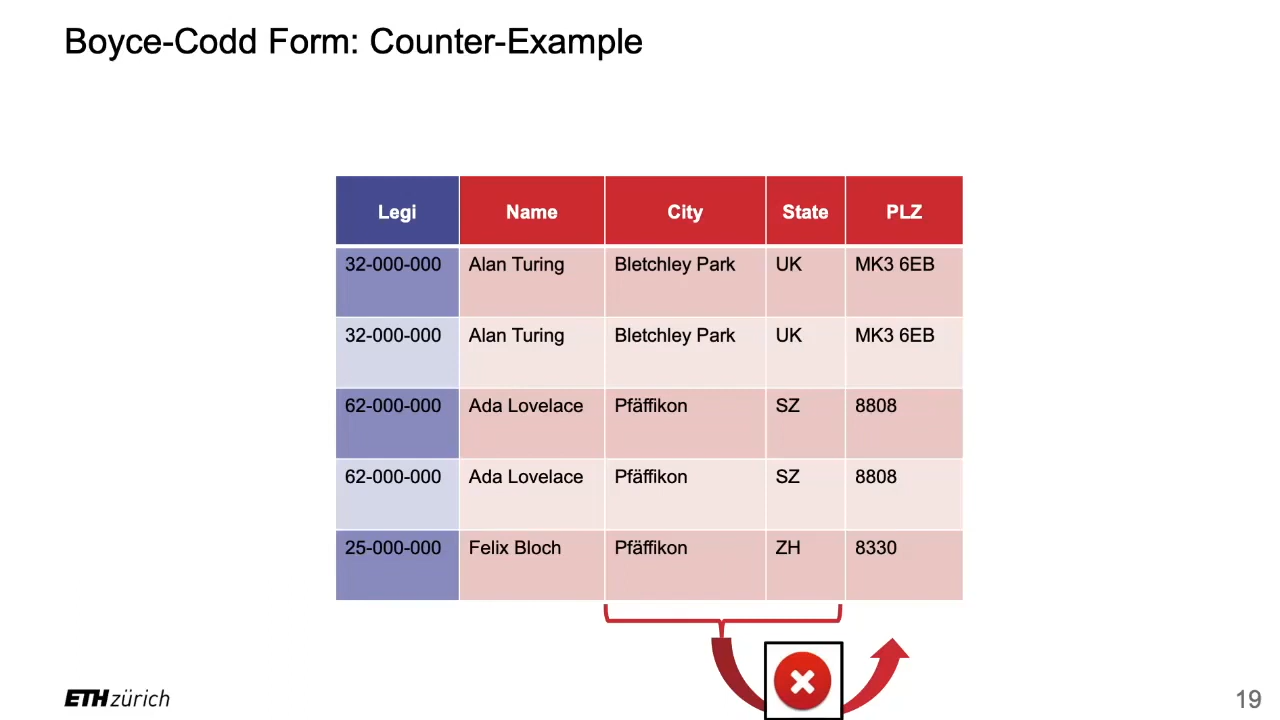 Boyce-Codd Form: Counter-Example
Legi Name City State PLZ
32-000-000 Alan Turing Bletchley Park UK MK3 6EB
32-000-000 Alan Turing Bletchley Park UK MK3 6EB
62-000-000 Ada Lovelace Pfäffikon SZ 8808
62-000-000 Ada Lovelace Pfäffikon SZ 8808
25-000-000 Felix Bloch Pfäffikon ZH 8330
ETH zürich
19